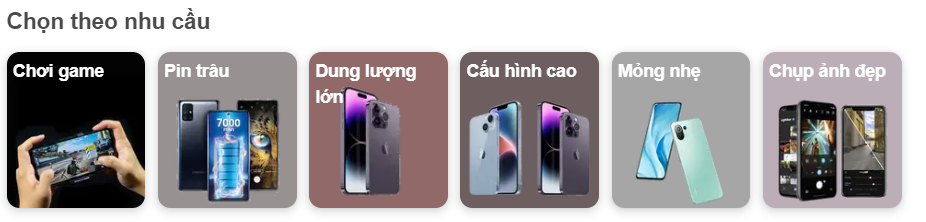 Chọn theo nhu cầu
Chơi game
Pin trâu
Dung lượng
lớn
Cấu hình cao
Mỏng nhẹ
Chụp ảnh đẹp
7000